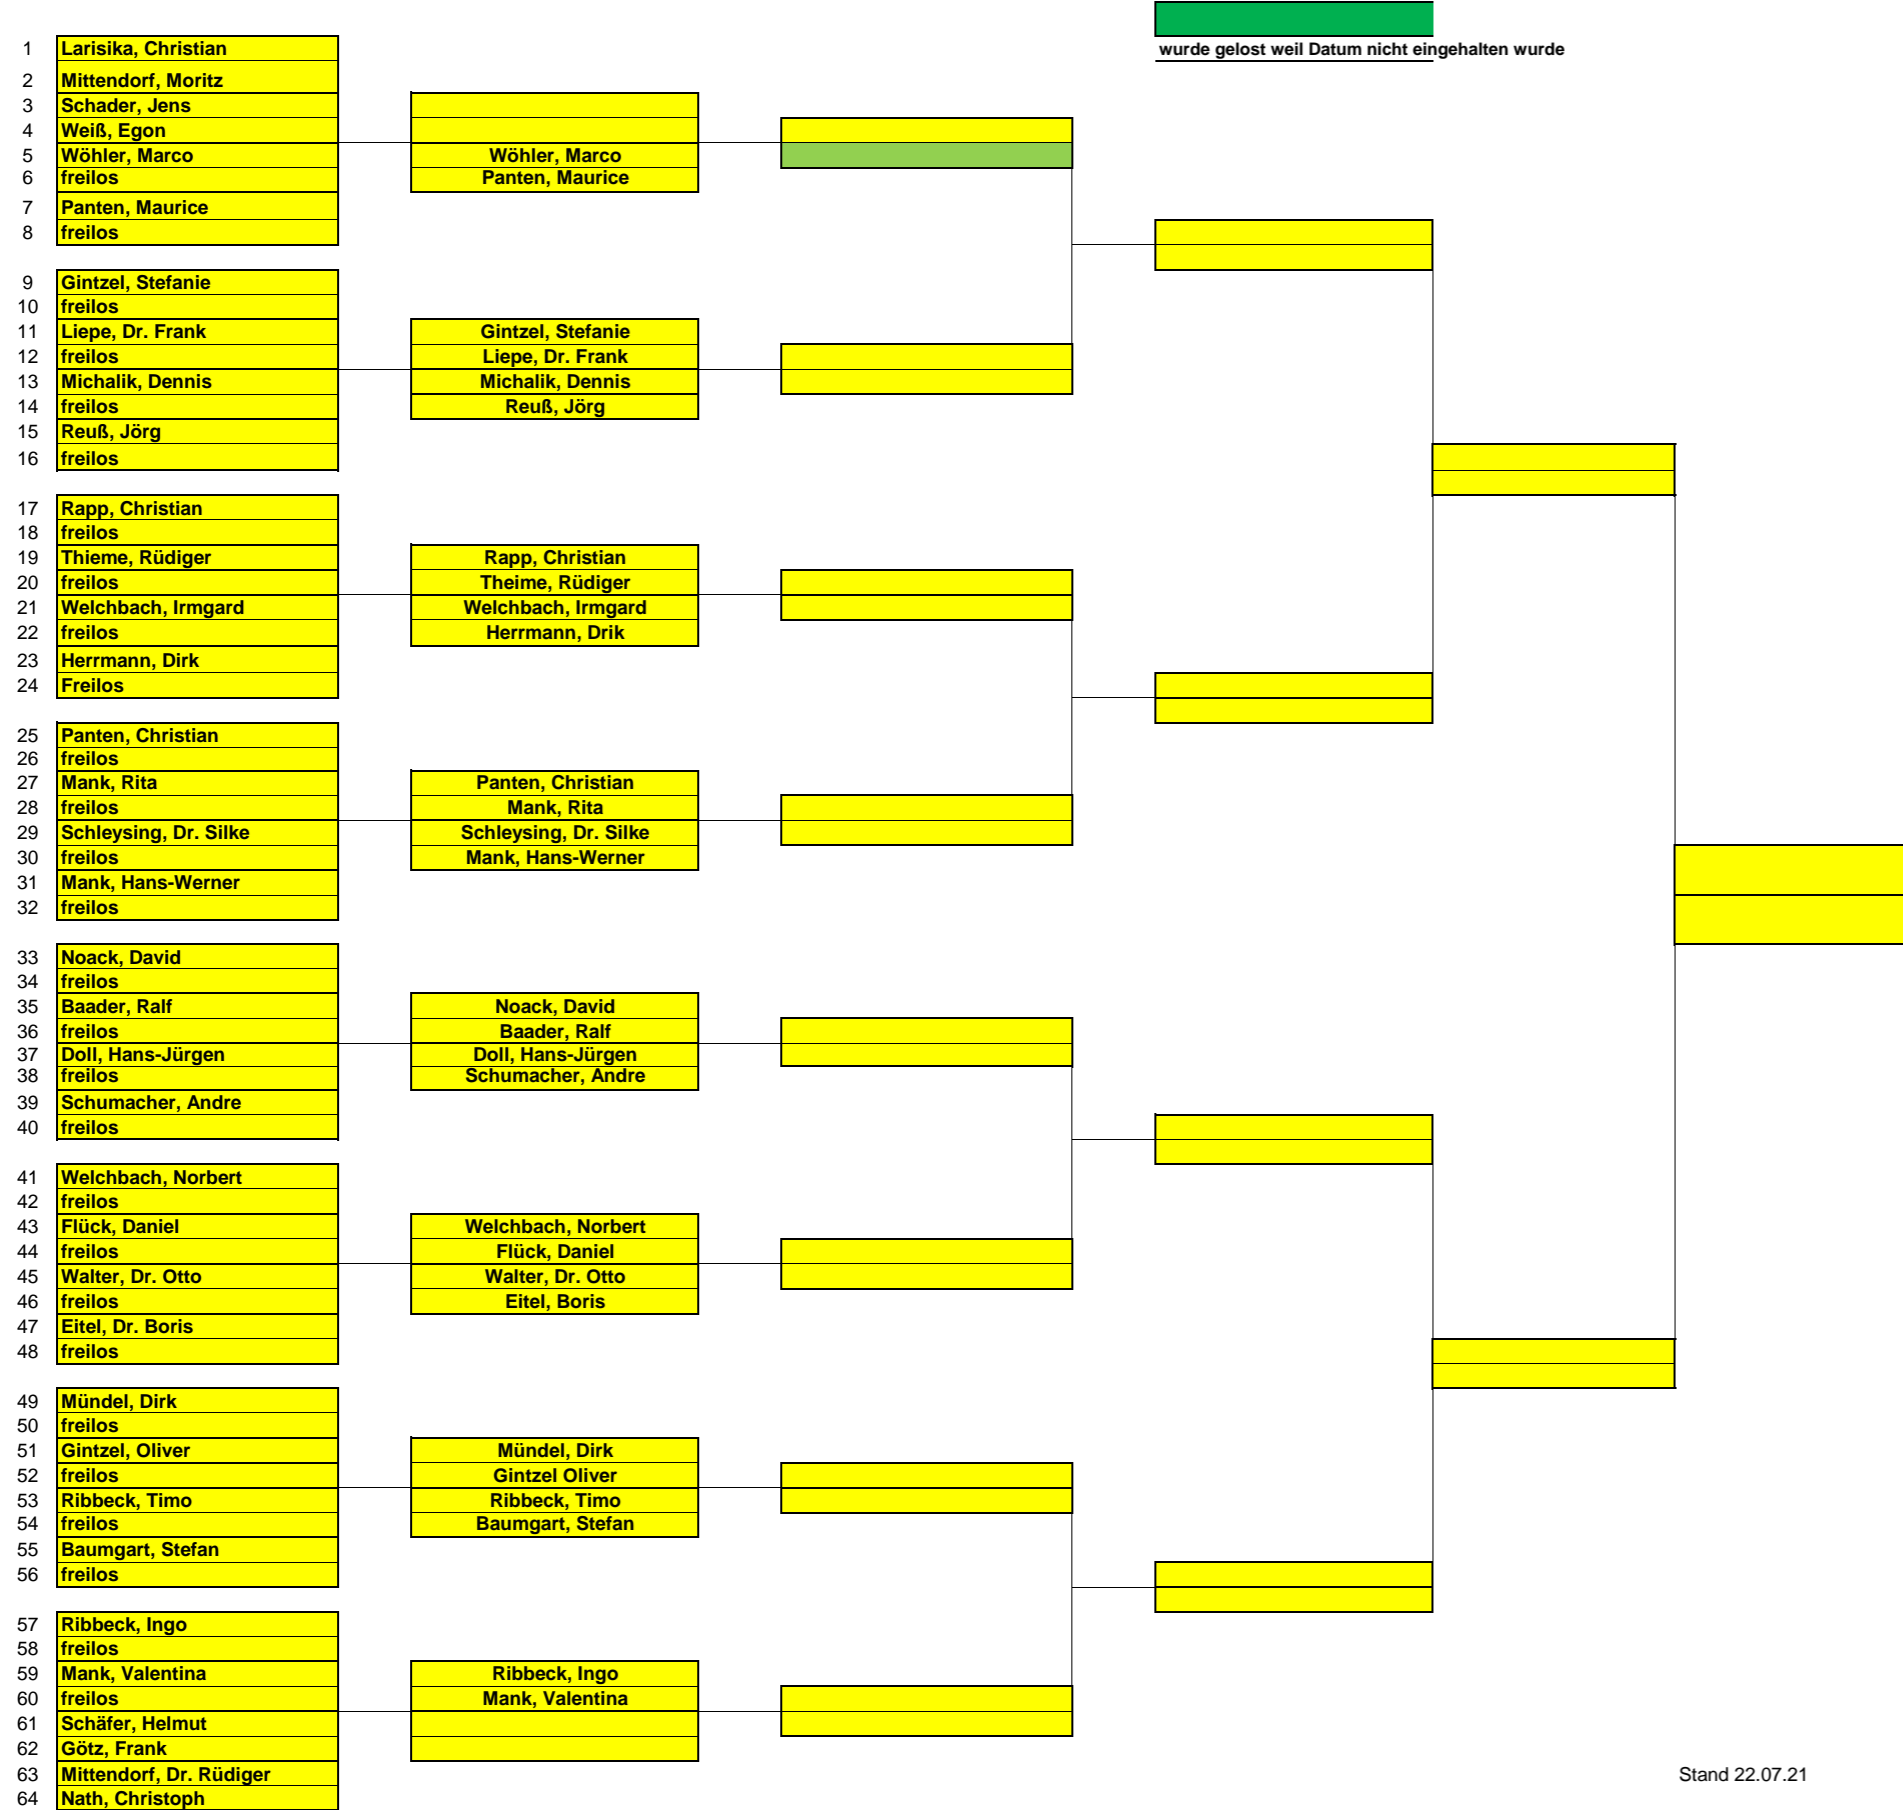 wurde gelost weil Datum nicht eingehalten wurde
1 Larisika, Christian
2 Mittendorf, Moritz
3 Schader, Jens
4 Weiß, Egon
5 Wöhler, Marco
6 freilos
7 Panten, Maurice
8 freilos
Wöhler, Marco
Panten, Maurice
9 Gintzel, Stefanie
10 freilos
11 Liepe, Dr. Frank
12 freilos
13 Michalik, Dennis
14 freilos
15 Reuß, Jörg
16 freilos
Gintzel, Stefanie
Liepe, Dr. Frank
Michalik, Dennis
Reuß, Jörg
17 Rapp, Christian
18 freilos
19 Thieme, Rüdiger
20 freilos
21 Welchbach, Irmgard
22 freilos
23 Herrmann, Dirk
24 Freilos
Rapp, Christian
Theime, Rüdiger
Welchbach, Irmgard
Herrmann, Drik
25 Panten, Christian
26 freilos
27 Mank, Rita
28 freilos
29 Schleysing, Dr. Silke
30 freilos
31 Mank, Hans-Werner
32 freilos
Panten, Christian
Mank, Rita
Schleysing, Dr. Silke
Mank, Hans-Werner
33 Noack, David
34 freilos
35 Baader, Ralf
36 freilos
37 Doll, Hans-Jürgen
38 freilos
39 Schumacher, Andre
40 freilos
Noack, David
Baader, Ralf
Doll, Hans-Jürgen
Schumacher, Andre
41 Welchbach, Norbert
42 freilos
43 Flück, Daniel
44 freilos
45 Walter, Dr. Otto
46 freilos
47 Eitel, Dr. Boris
48 freilos
Welchbach, Norbert
Flück, Daniel
Walter, Dr. Otto
Eitel, Boris
49 Mündel, Dirk
50 freilos
51 Gintzel, Oliver
52 freilos
53 Ribbeck, Timo
54 freilos
55 Baumgart, Stefan
56 freilos
Mündel, Dirk
Gintzel Oliver
Ribbeck, Timo
Baumgart, Stefan
57 Ribbeck, Ingo
58 freilos
59 Mank, Valentina
60 freilos
61 Schäfer, Helmut
62 Götz, Frank
63 Mittendorf, Dr. Rüdiger
64 Nath, Christoph
Ribbeck, Ingo
Mank, Valentina
Stand 22.07.21